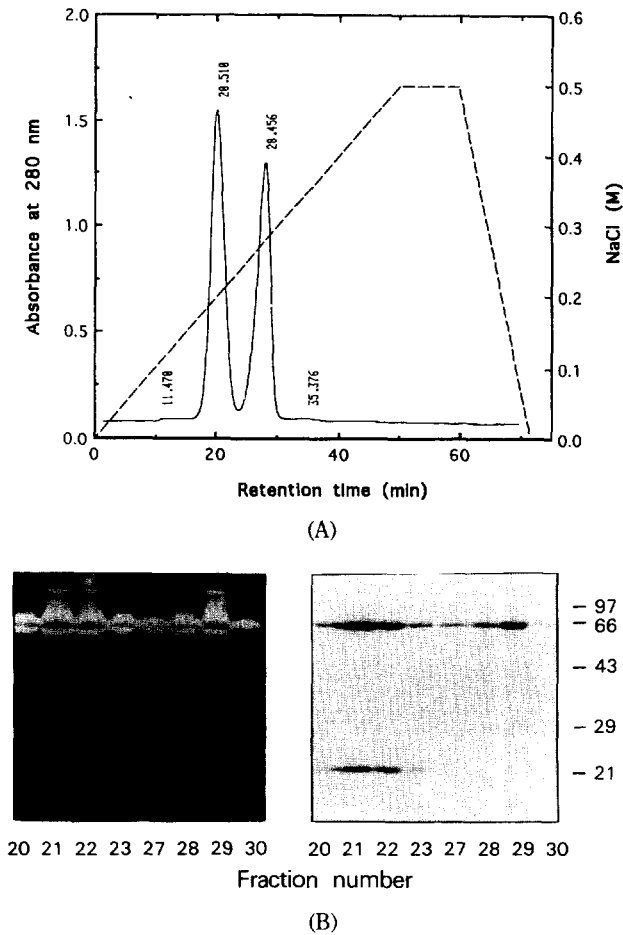 2.0
1.5
1.0
0.5
0.0
Absorbance at 280 nm
11.470
20.510
28.456
35.376
0.6
0.5
0.4
0.3
0.2
0.1
0.0
NaCl (M)
0 20 40 60
Retention time (min)
(A)
– 97
– 66
– 43
– 29
– 21
20 21 22 23 27 28 29 30
20 21 22 23 27 28 29 30
Fraction number
(B)